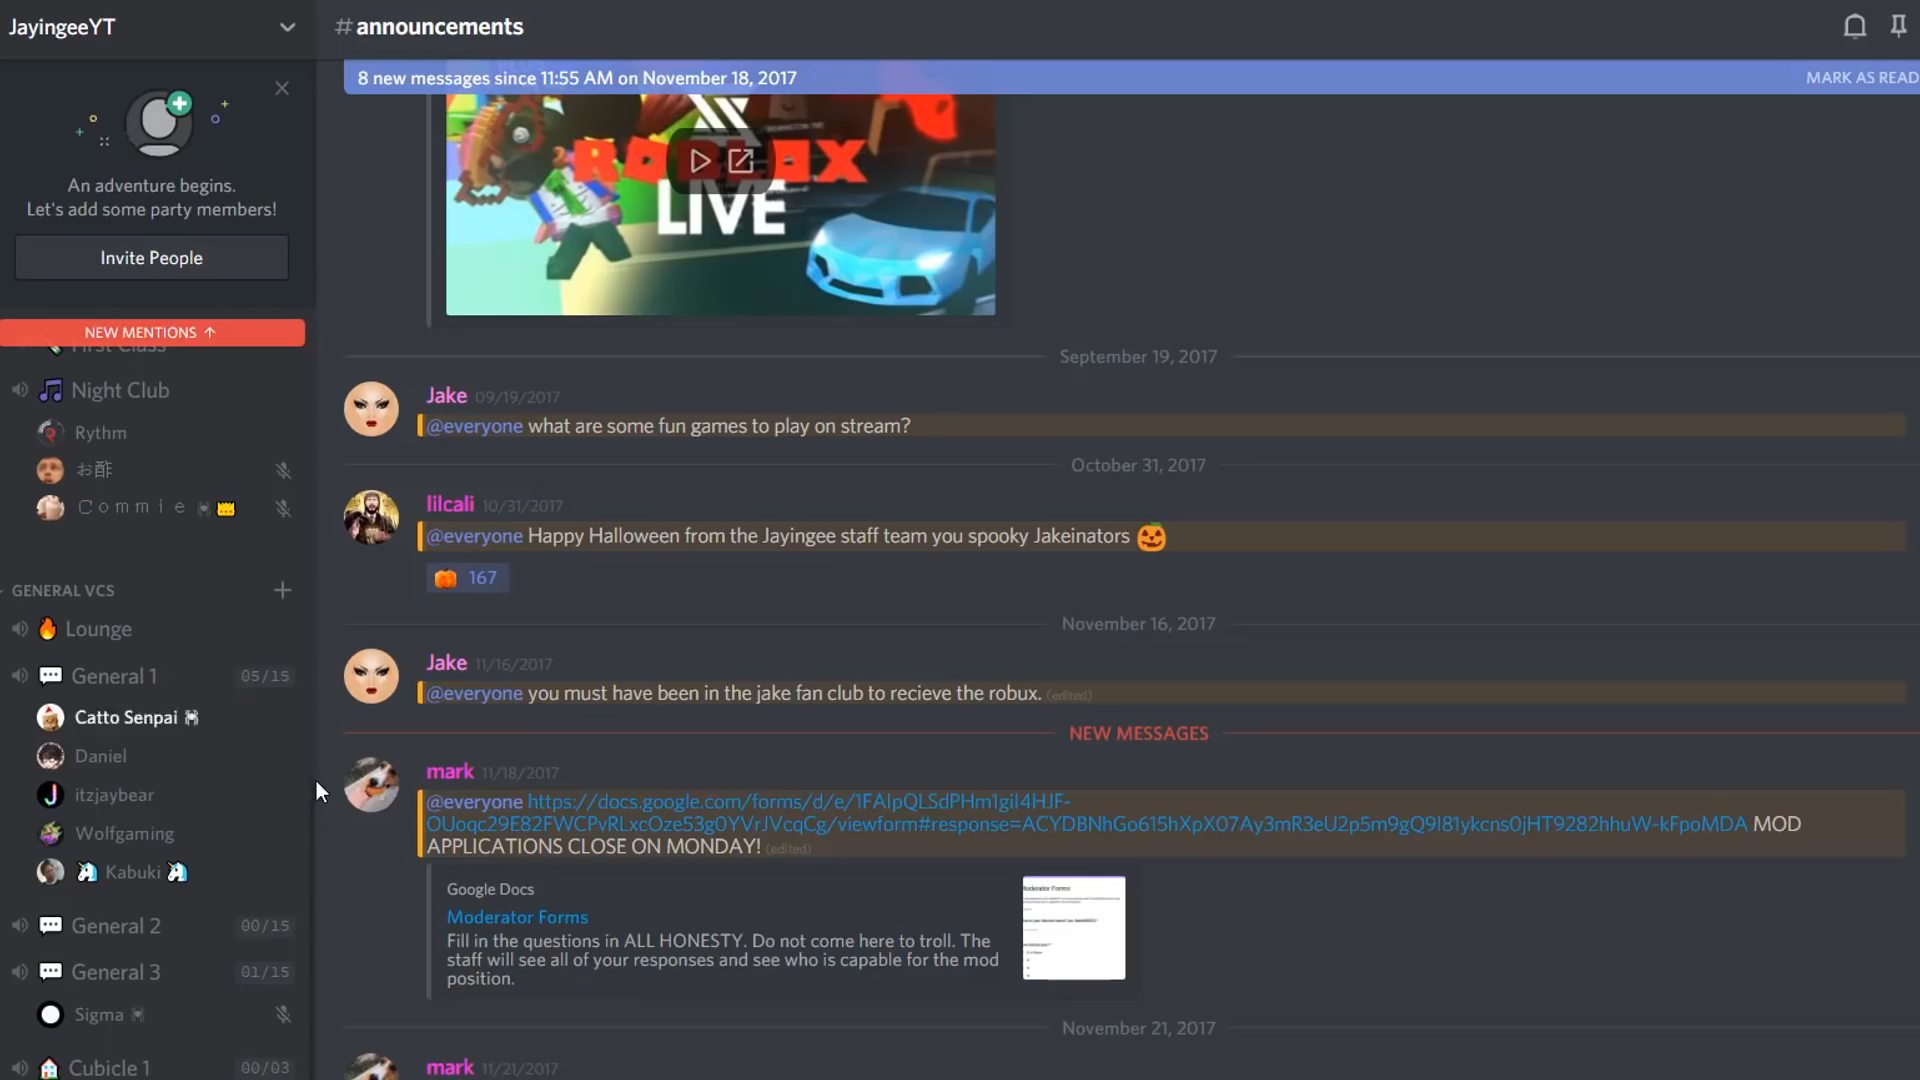 JayingeeYT
An adventure begins.
Let's add some party members!
Invite People
NEW MENTIONS ↑
First Class
Night Club
Rythm
お酢
Ｃｏｍｍｉｅ
GENERAL VCS
Lounge
General 1 05/15
Catto Senpai
Daniel
itzjaybear
Wolfgaming
Kabuki
General 2 00/15
General 3 01/15
Sigma
Cubicle 1 00/03
#announcements
8 new messages since 11:55 AM on November 18, 2017 MARK AS READ
ROBLOX
LIVE
September 19, 2017
Jake 09/19/2017
@everyone what are some fun games to play on stream?
October 31, 2017
lilcali 10/31/2017
@everyone Happy Halloween from the Jayingee staff team you spooky Jakeinators 🎃
167
November 16, 2017
Jake 11/16/2017
@everyone you must have been in the jake fan club to recieve the robux. (edited)
NEW MESSAGES
mark 11/18/2017
@everyone https://docs.google.com/forms/d/e/1FAIpQLSdPHm1giI4HJF-
OUoqc29E82FWCPvRLxcOze53g0YVrJVcqCg/viewform#response=ACYDBNhGo615hXpX07Ay3mR3eU2p5m9gQ9I81ykcns0jHT9282hhuW-kFpoMDA MOD
APPLICATIONS CLOSE ON MONDAY! (edited)
Google Docs
Moderator Forms
Fill in the questions in ALL HONESTY. Do not come here to troll. The
staff will see all of your responses and see who is capable for the mod
position.
Moderator Forms
November 21, 2017
mark 11/21/2017